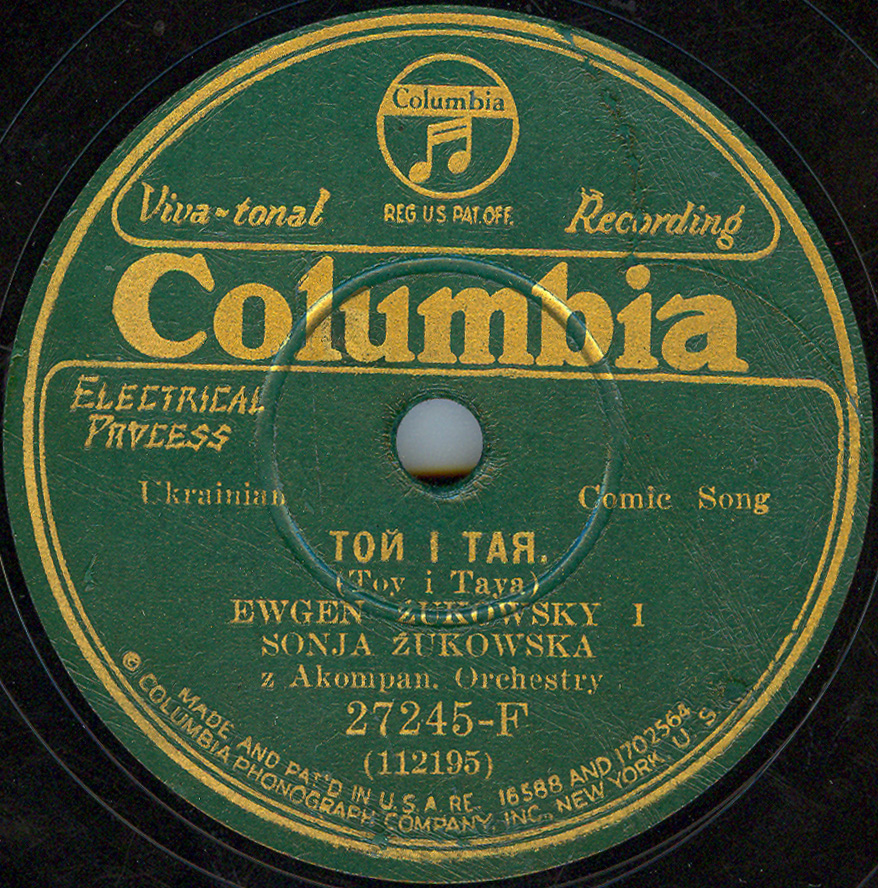 Columbia
REG US PAT. OFF.
Viva-tonal Recording
Columbia
ELECTRICAL
PROCESS
Ukrainian Comic Song
ТОЙ І ТАЯ.
(Toy i Taya)
EWGEN ŻUKOWSKY I
SONJA ŻUKOWSKA
z Akompan. Orchestry
27245-F
(112195)
MADE AND PAT'D IN U.S.A RE. 16588 AND 1702564
© COLUMBIA PHONOGRAPH COMPANY, INC., NEW YORK, U. S.